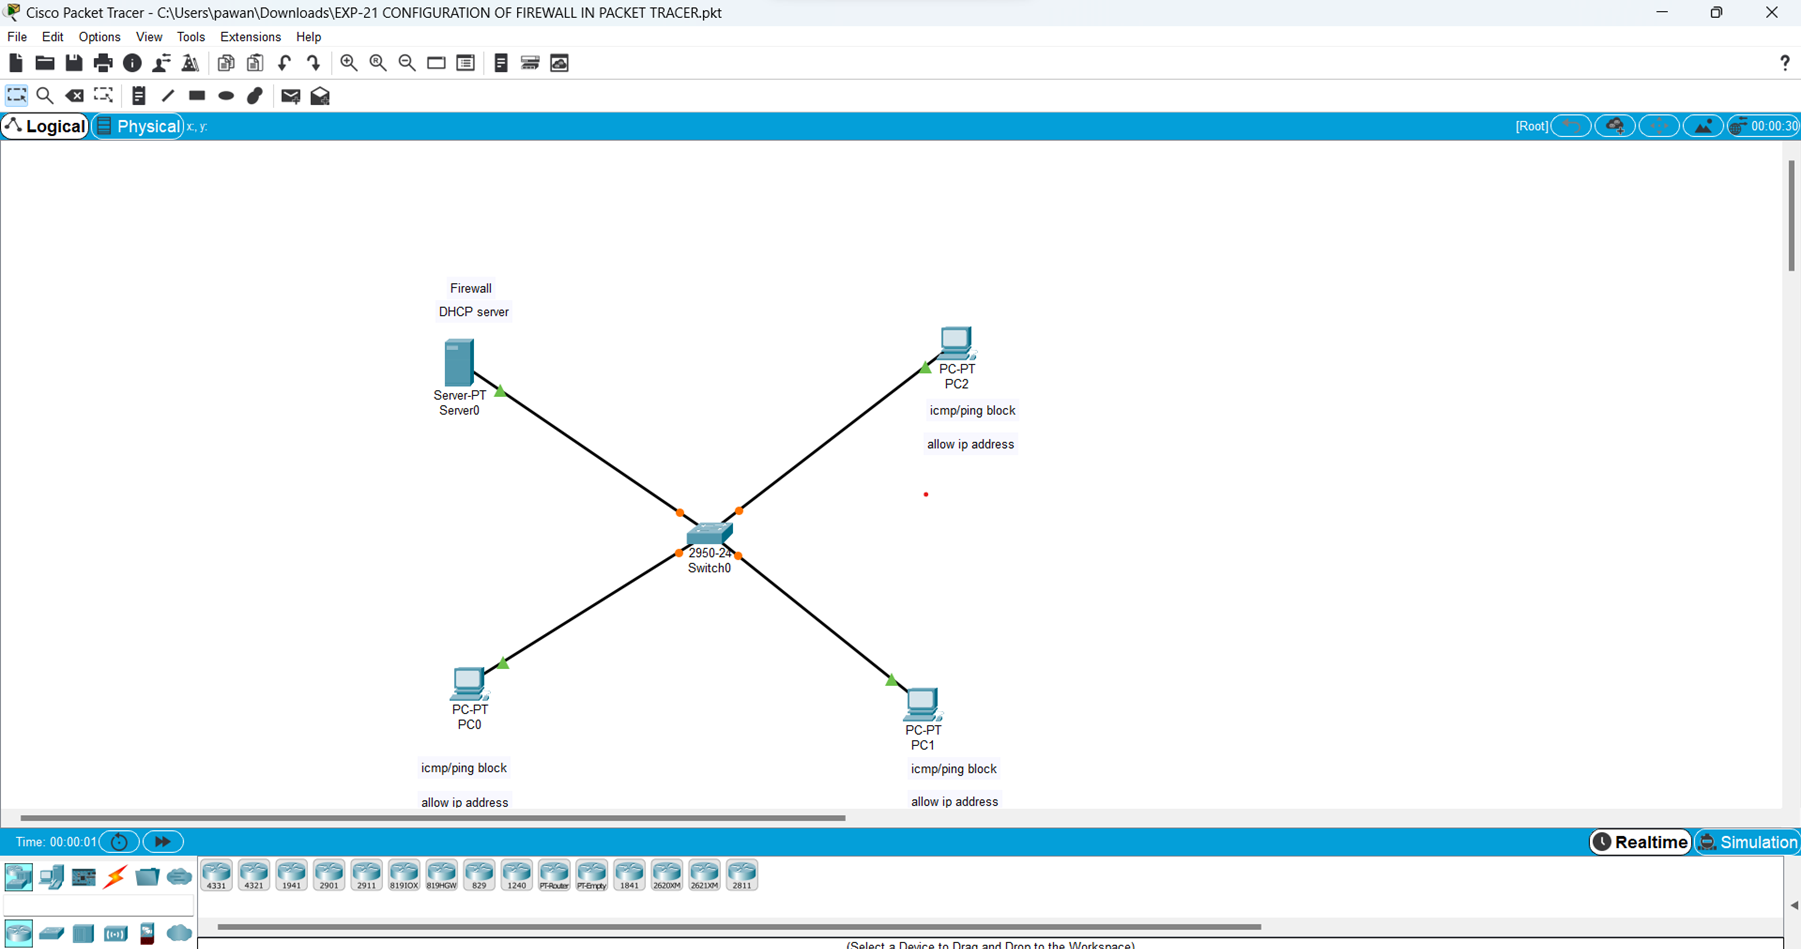 Cisco Packet Tracer - C:\Users\pawan\Downloads\EXP-21 CONFIGURATION OF FIREWALL IN PACKET TRACER.pkt
File Edit Options View Tools Extensions Help
?
Logical Physical x:, y: [Root] 00:00:30
Firewall
DHCP server
Server-PT
Server0
PC-PT
PC2
icmp/ping block
allow ip address
2950-24
Switch0
PC-PT
PC0
icmp/ping block
allow ip address
PC-PT
PC1
icmp/ping block
allow ip address
Time: 00:00:01 Realtime Simulation
4331 4321 1941 2901 2911 819IOX 819HGW 829 1240 PT-Router PT-Empty 1841 2620XM 2621XM 2811
(Select a Device to Drag and Drop to the Workspace)